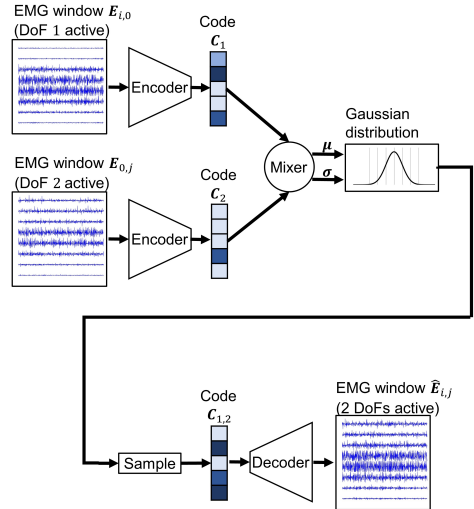 EMG window E_{i,0}
(DoF 1 active)
Encoder
Code
C_1
EMG window E_{0,j}
(DoF 2 active)
Encoder
Code
C_2
Mixer
μ
σ
Gaussian
distribution
Sample
Code
C_{1,2}
Decoder
EMG window Ê_{i,j}
(2 DoFs active)